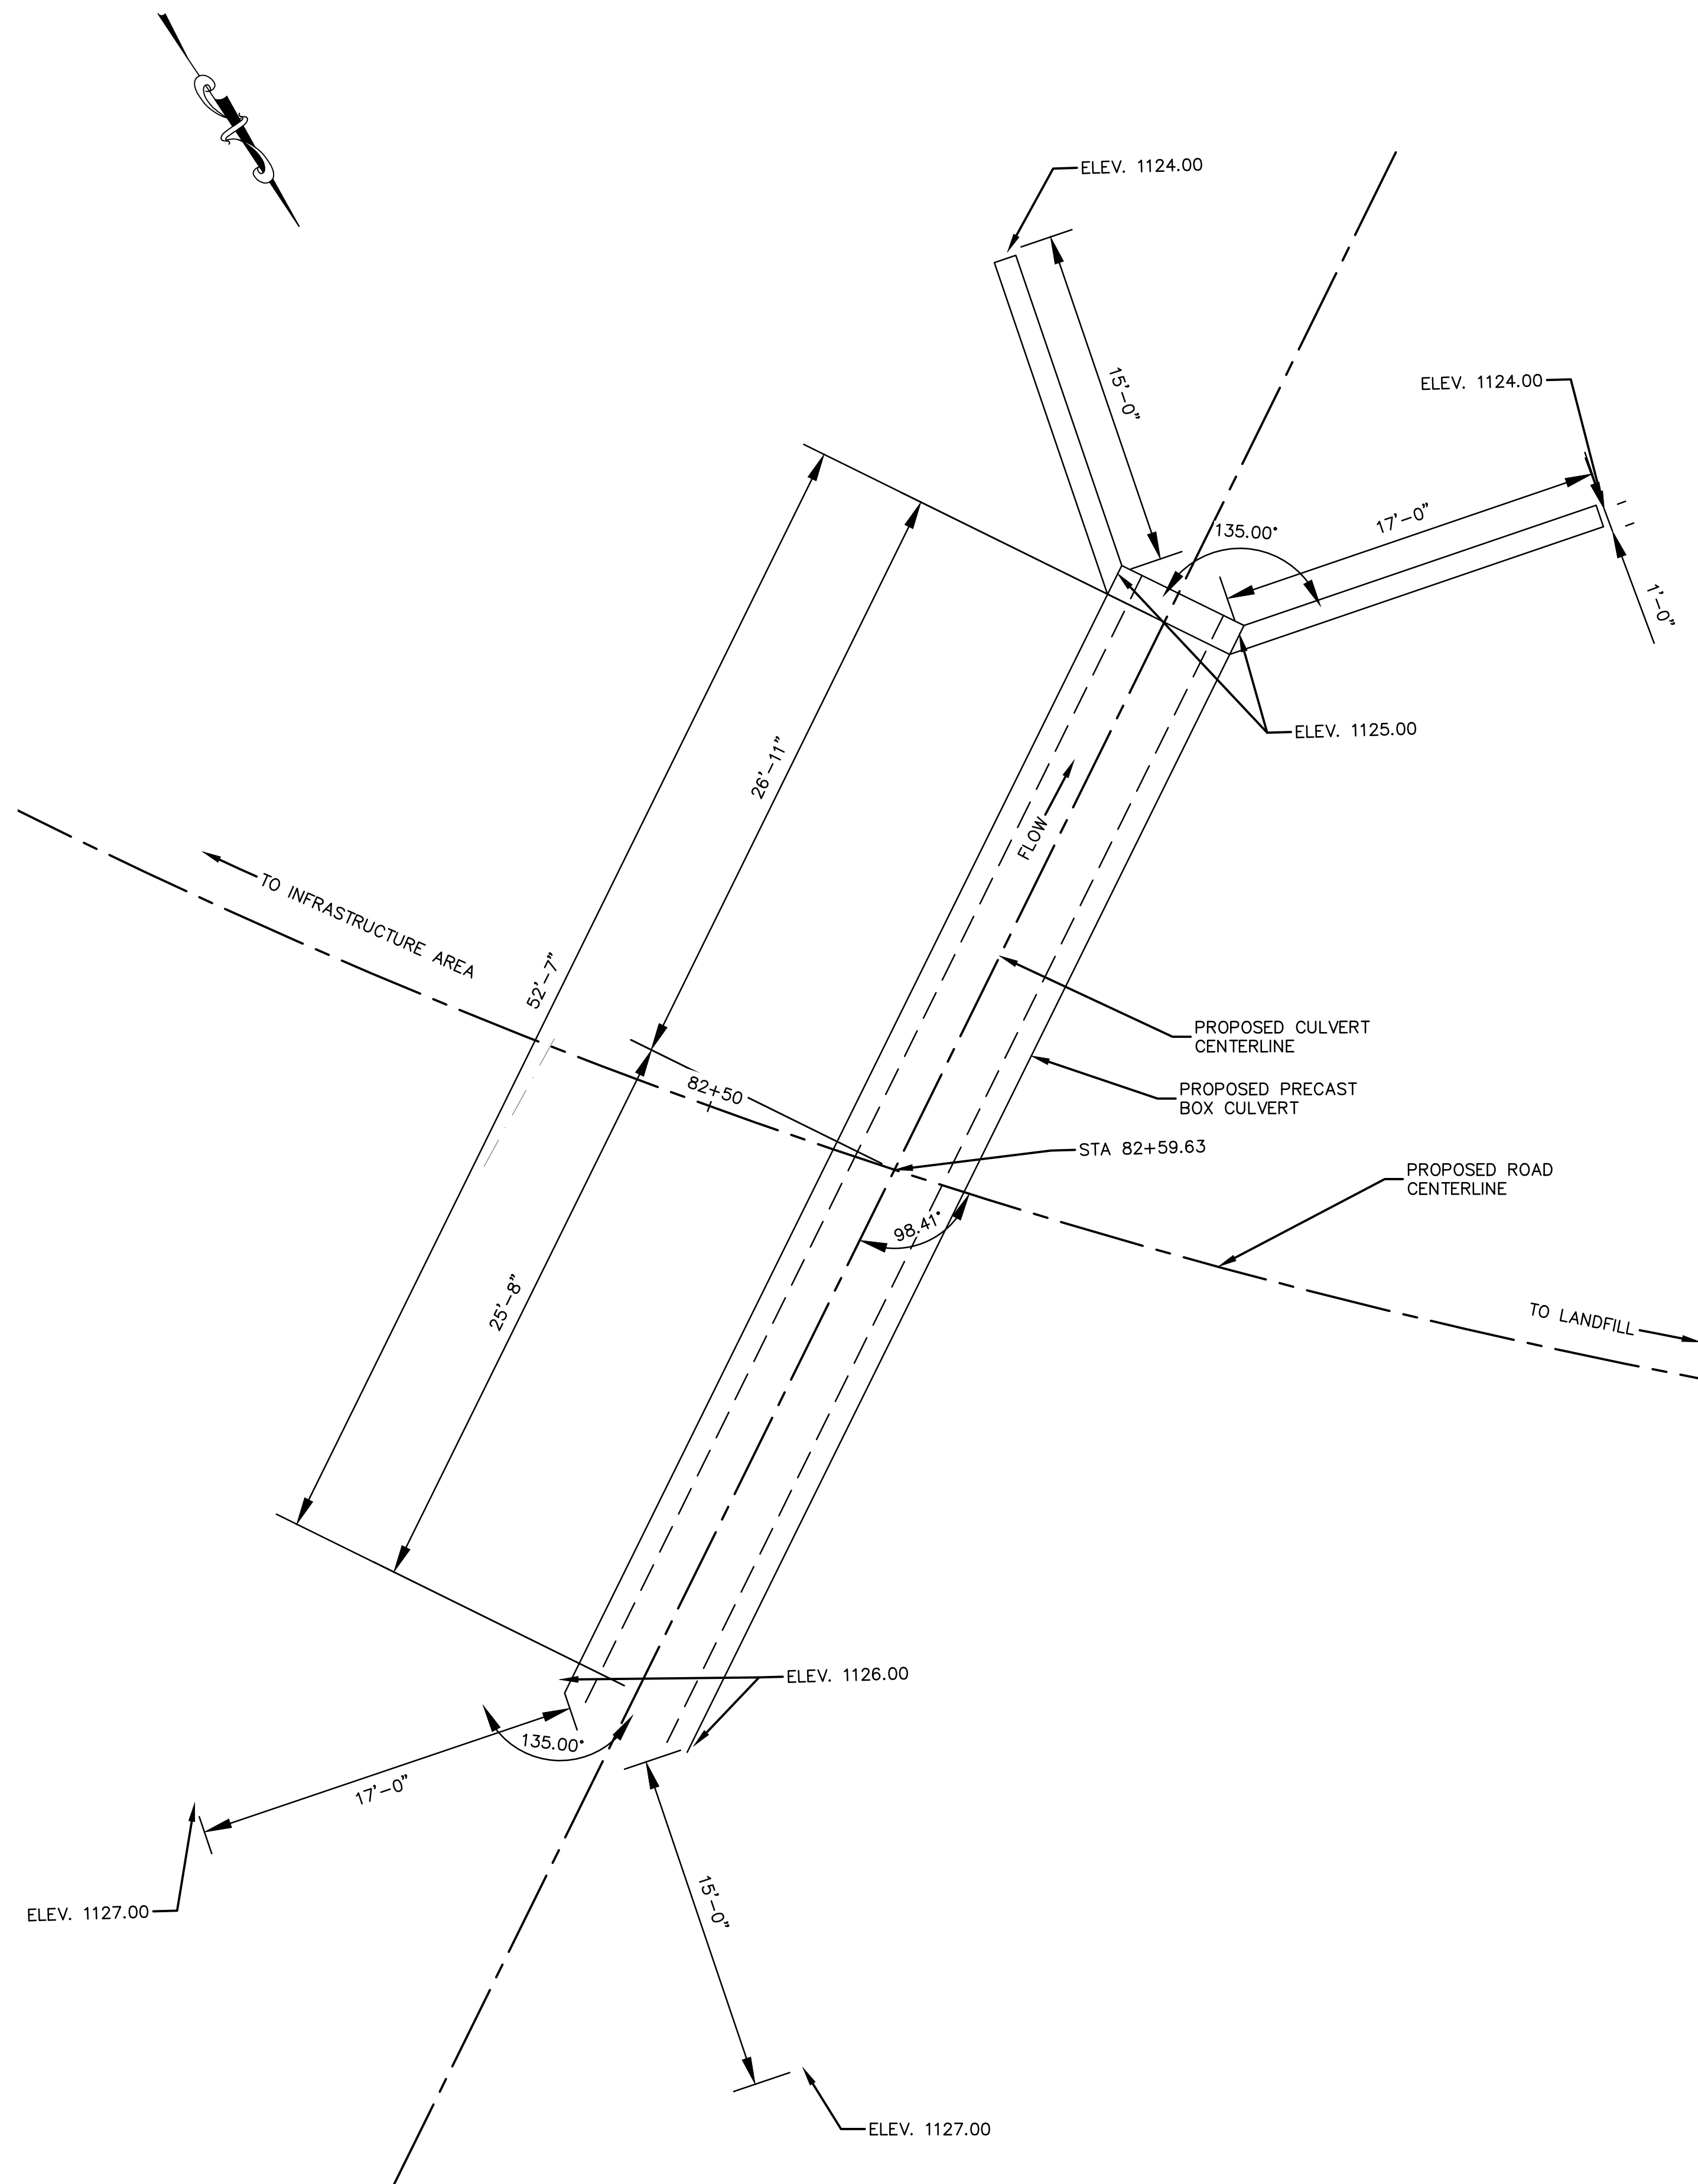 ELEV. 1124.00
15'-0"
ELEV. 1124.00
17'-0"
135.00°
1'-0"
ELEV. 1125.00
26'-11"
FLOW
TO INFRASTRUCTURE AREA
52'-7"
PROPOSED CULVERT
CENTERLINE
82+50
PROPOSED PRECAST
BOX CULVERT
STA 82+59.63
PROPOSED ROAD
CENTERLINE
98.41°
25'-8"
TO LANDFILL
ELEV. 1126.00
135.00°
17'-0"
15'-0"
ELEV. 1127.00
ELEV. 1127.00